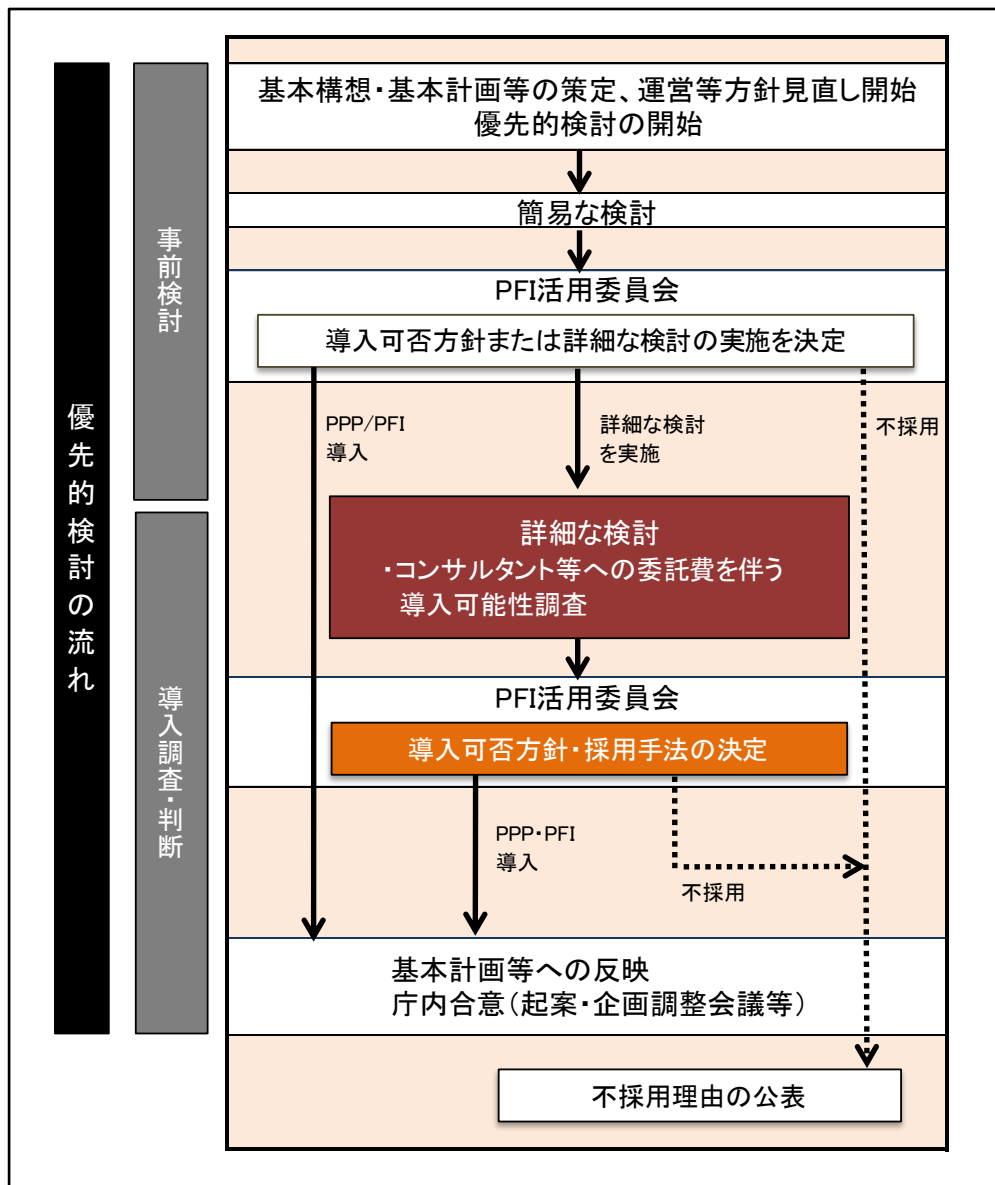 優先的検討の流れ
事前検討
導入調査・判断
基本構想・基本計画等の策定、運営等方針見直し開始
優先的検討の開始
簡易な検討
PFI活用委員会
導入可否方針または詳細な検討の実施を決定
PPP/PFI
導入
詳細な検討
を実施
不採用
詳細な検討
・コンサルタント等への委託費を伴う
導入可能性調査
PFI活用委員会
導入可否方針・採用手法の決定
PPP・PFI
導入
不採用
基本計画等への反映
庁内合意（起案・企画調整会議等）
不採用理由の公表